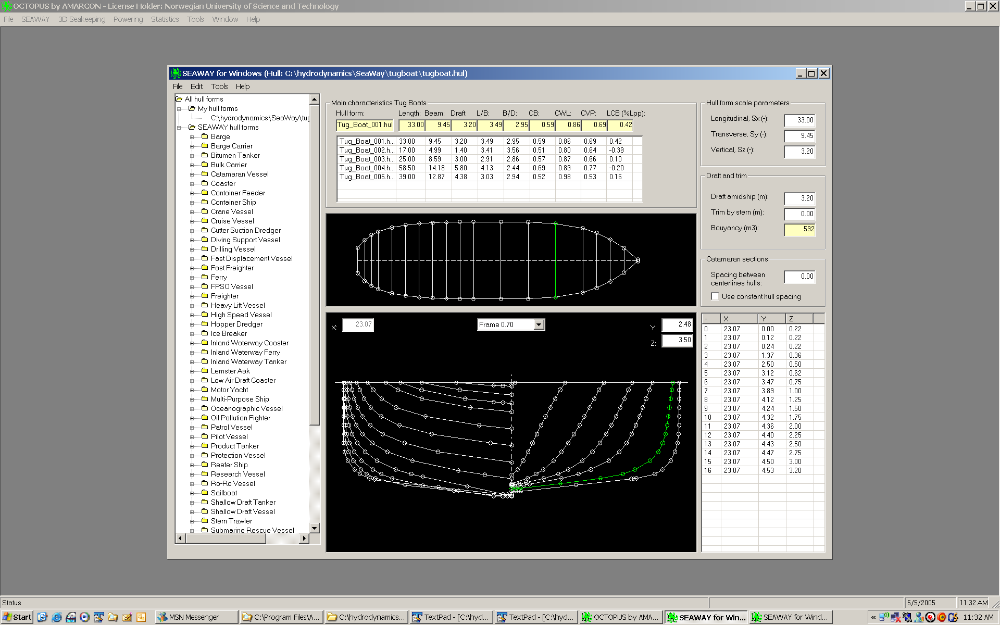 OCTOPUS by AMARCON - License Holder: Norwegian University of Science and Technology
File SEAWAY 3D Seakeeping Powering Statistics Tools Window Help
SEAWAY for Windows (Hull: C:\hydrodynamics\SeaWay\tugboat\tugboat.hul)
File Edit Tools Help
All hull forms
My hull forms
C:\hydrodynamics\SeaWay\tug
SEAWAY hull forms
Barge
Barge Carrier
Bitumen Tanker
Bulk Carrier
Catamaran Vessel
Coaster
Container Feeder
Container Ship
Crane Vessel
Cruise Vessel
Cutter Suction Dredger
Diving Support Vessel
Drilling Vessel
Fast Displacement Vessel
Fast Freighter
Ferry
FPSO Vessel
Freighter
Heavy Lift Vessel
High Speed Vessel
Hopper Dredger
Ice Breaker
Inland Waterway Coaster
Inland Waterway Ferry
Inland Waterway Tanker
Lemster Aak
Low Air Draft Coaster
Motor Yacht
Multi-Purpose Ship
Oceanographic Vessel
Oil Pollution Fighter
Patrol Vessel
Pilot Vessel
Product Tanker
Protection Vessel
Reefer Ship
Research Vessel
Ro-Ro Vessel
Sailboat
Shallow Draft Tanker
Shallow Draft Vessel
Stern Trawler
Submarine Rescue Vessel
Main characteristics Tug Boats
Hull form: Length: Beam: Draft: L/B: B/D: CB: CWL: CVP: LCB (%Lpp):
Tug_Boat_001.hul 33.00 9.45 3.20 3.49 2.95 0.59 0.86 0.69 0.42
Tug_Boat_001.h... 33.00 9.45 3.20 3.49 2.95 0.59 0.86 0.69 0.42
Tug_Boat_002.h... 17.00 4.99 1.40 3.41 3.56 0.51 0.80 0.64 -0.39
Tug_Boat_003.h... 25.00 8.59 3.00 2.91 2.86 0.57 0.87 0.66 0.10
Tug_Boat_004.h... 58.50 14.18 5.80 4.13 2.44 0.69 0.89 0.77 -0.20
Tug_Boat_005.h... 39.00 12.87 4.38 3.03 2.94 0.52 0.98 0.53 0.16
X: 23.07 Frame 0.70 Y: 2.48
Z: 3.50
Hull form scale parameters
Longitudinal, Sx (-): 33.00
Transverse, Sy (-): 9.45
Vertical, Sz (-): 3.20
Draft and trim
Draft amidship (m): 3.20
Trim by stern (m): 0.00
Bouyancy (m3): 592
Catamaran sections
Spacing between
centerlines hulls: 0.00
Use constant hull spacing
- X Y Z
0 23.07 0.00 0.22
1 23.07 0.12 0.22
2 23.07 0.24 0.22
3 23.07 1.37 0.36
4 23.07 2.50 0.50
5 23.07 3.12 0.62
6 23.07 3.47 0.75
7 23.07 3.89 1.00
8 23.07 4.12 1.25
9 23.07 4.24 1.50
10 23.07 4.32 1.75
11 23.07 4.36 2.00
12 23.07 4.40 2.25
13 23.07 4.43 2.50
14 23.07 4.47 2.75
15 23.07 4.50 3.00
16 23.07 4.53 3.20
Status 5/5/2005 11:32 AM
Start MSN Messenger C:\Program Files\A... C:\hydrodynamics... TextPad - [C:\hyd... TextPad - [C:\hy... OCTOPUS by AMA... SEAWAY for Win... SEAWAY for Wind... « 11:32 AM